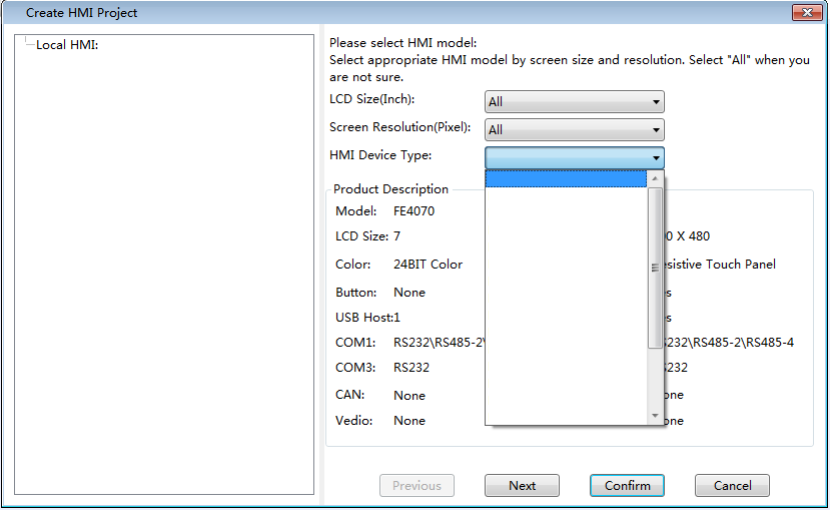 Create HMI Project
Local HMI:
Please select HMI model:
Select appropriate HMI model by screen size and resolution. Select "All" when you
are not sure.
LCD Size(Inch): All
Screen Resolution(Pixel): All
HMI Device Type:
Product Description
Model: FE4070
LCD Size: 7 0 X 480
Color: 24BIT Color sistive Touch Panel
Button: None s
USB Host:1 s
COM1: RS232\RS485-2\ 232\RS485-2\RS485-4
COM3: RS232 232
CAN: None one
Vedio: None one
Previous Next Confirm Cancel